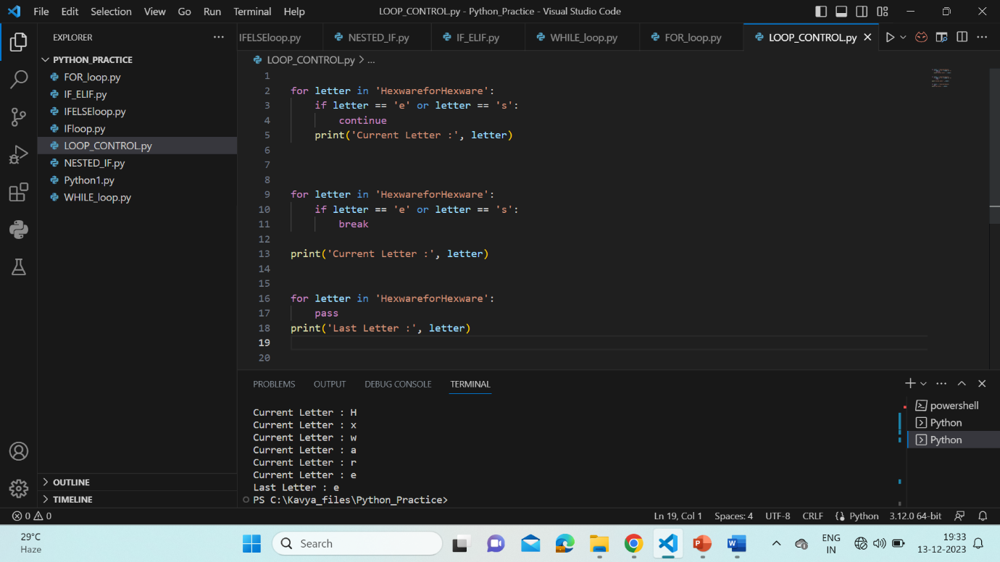 File Edit Selection View Go Run Terminal Help LOOP_CONTROL.py - Python_Practice - Visual Studio Code
EXPLORER
PYTHON_PRACTICE
FOR_loop.py
IF_ELIF.py
IFELSEloop.py
IFloop.py
LOOP_CONTROL.py
NESTED_IF.py
Python1.py
WHILE_loop.py
OUTLINE
TIMELINE
IFELSEloop.py NESTED_IF.py IF_ELIF.py WHILE_loop.py FOR_loop.py LOOP_CONTROL.py
LOOP_CONTROL.py > ...
1
2 for letter in 'HexwareforHexware':
3 if letter == 'e' or letter == 's':
4 continue
5 print('Current Letter :', letter)
6
7
8
9 for letter in 'HexwareforHexware':
10 if letter == 'e' or letter == 's':
11 break
12
13 print('Current Letter :', letter)
14
15
16 for letter in 'HexwareforHexware':
17 pass
18 print('Last Letter :', letter)
19
20
PROBLEMS OUTPUT DEBUG CONSOLE TERMINAL
Current Letter : H
Current Letter : x
Current Letter : w
Current Letter : a
Current Letter : r
Current Letter : e
Last Letter : e
PS C:\Kavya_files\Python_Practice>
powershell
Python
Python
0 0 Ln 19, Col 1 Spaces: 4 UTF-8 CRLF Python 3.12.0 64-bit
29°C
Haze
Search
ENG
IN
19:33
13-12-2023